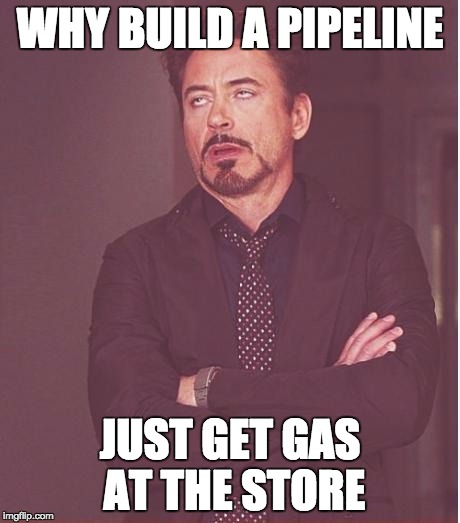 WHY BUILD A PIPELINE
JUST GET GAS
AT THE STORE
imgflip.com